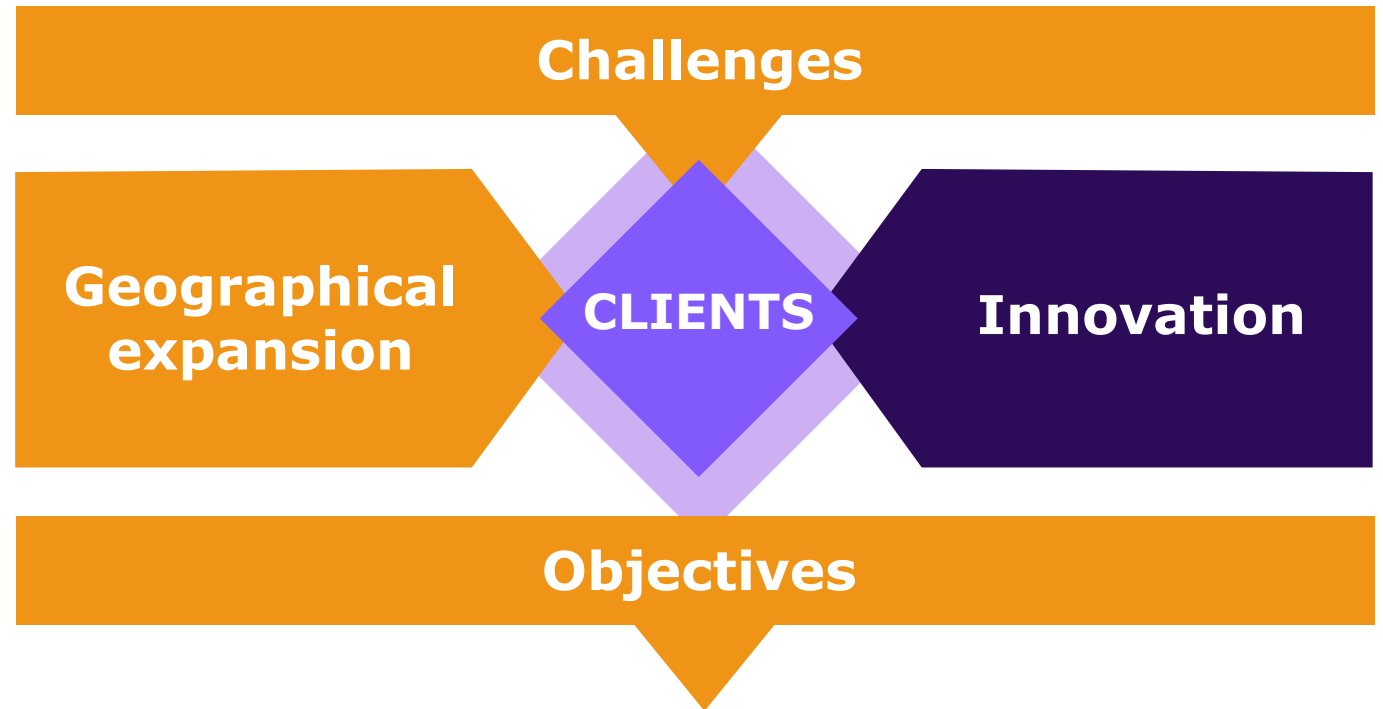 Challenges
Geographical
expansion
CLIENTS
Innovation
Objectives